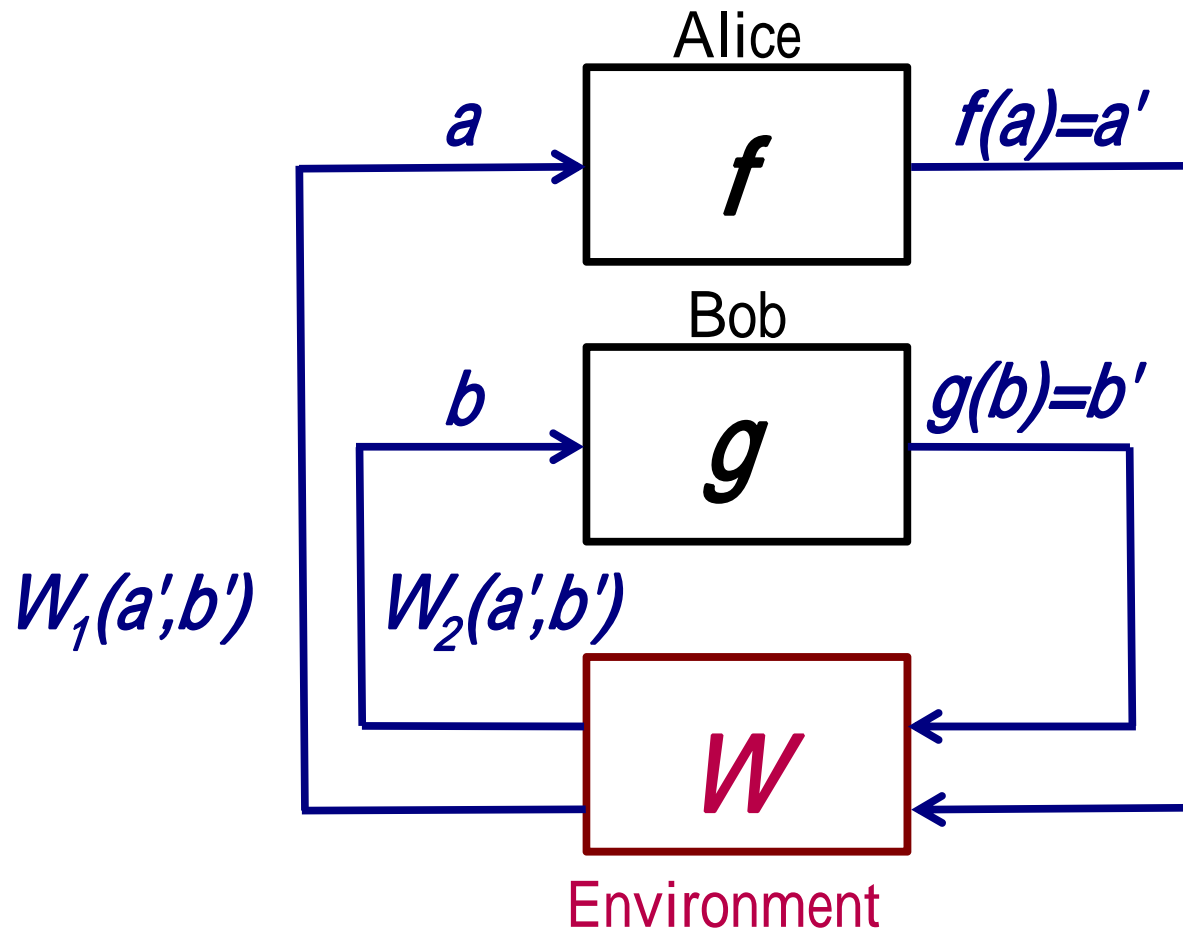 Alice
a
f(a)=a'
f
Bob
b
g(b)=b'
g
W₁(a',b')
W₂(a',b')
W
Environment